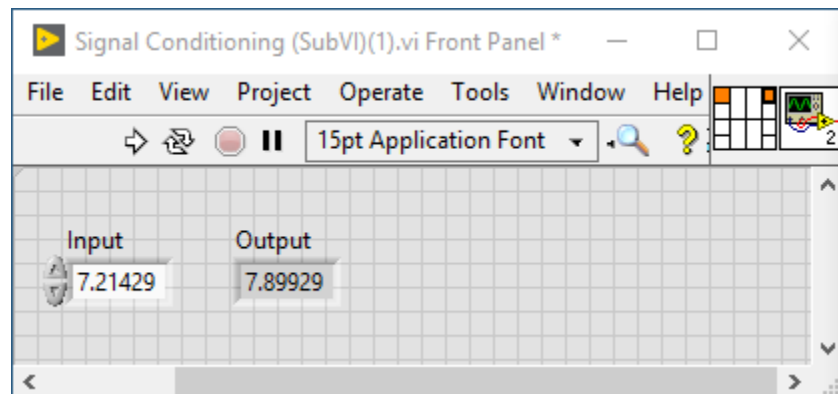 Signal Conditioning (SubVI)(1).vi Front Panel *
File Edit View Project Operate Tools Window Help
15pt Application Font
2
Input Output
7.21429 7.89929